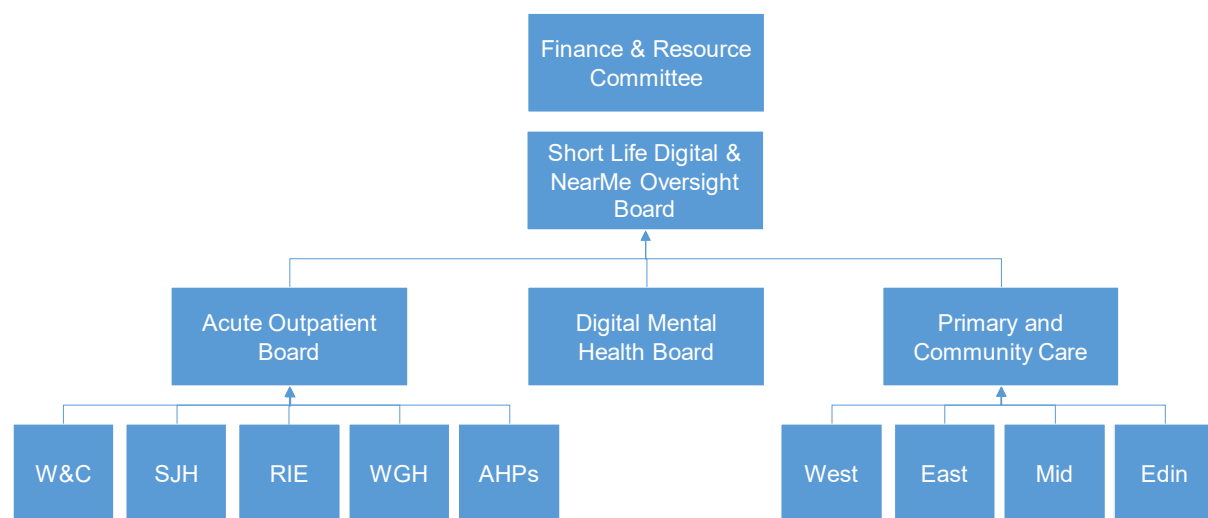 Finance & Resource
Committee
Short Life Digital &
NearMe Oversight
Board
Acute Outpatient
Board
Digital Mental
Health Board
Primary and
Community Care
W&C
SJH
RIE
WGH
AHPs
West
East
Mid
Edin